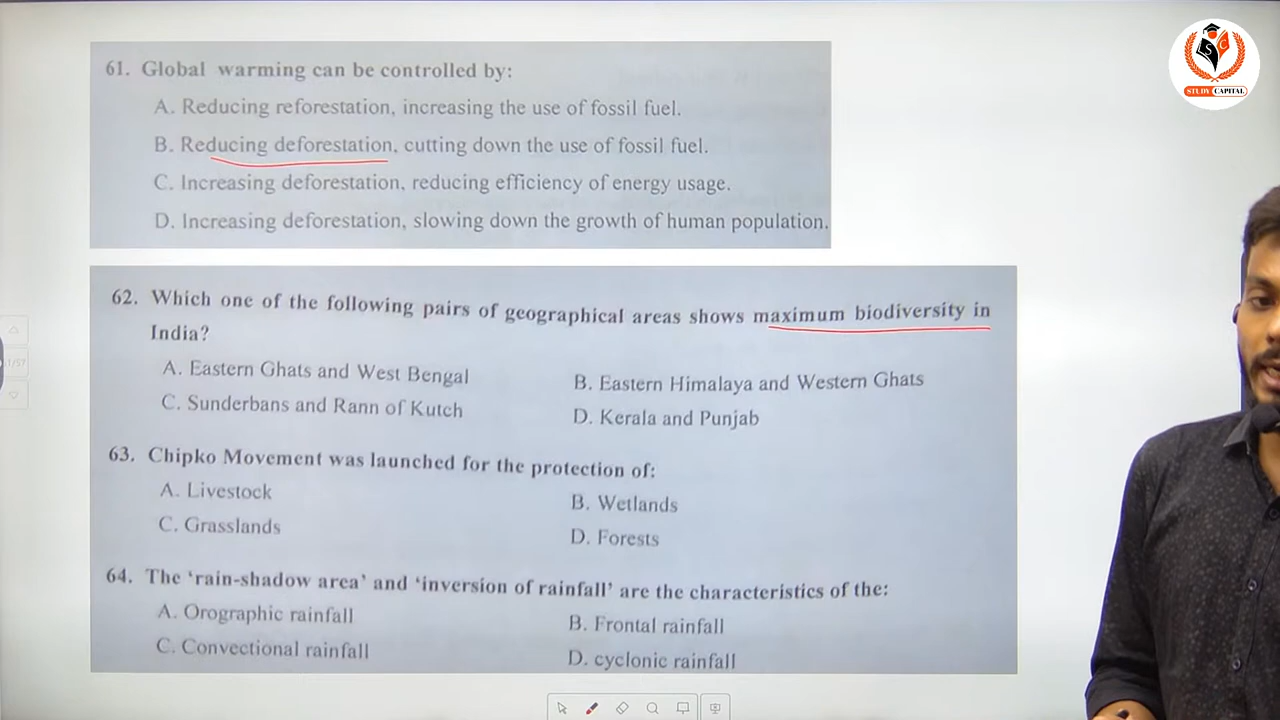 S C
STUDY CAPITAL
61. Global warming can be controlled by:
A. Reducing reforestation, increasing the use of fossil fuel.
B. Reducing deforestation, cutting down the use of fossil fuel.
C. Increasing deforestation, reducing efficiency of energy usage.
D. Increasing deforestation, slowing down the growth of human population.
62. Which one of the following pairs of geographical areas shows maximum biodiversity in
India?
A. Eastern Ghats and West Bengal
B. Eastern Himalaya and Western Ghats
C. Sunderbans and Rann of Kutch
D. Kerala and Punjab
63. Chipko Movement was launched for the protection of:
A. Livestock
B. Wetlands
C. Grasslands
D. Forests
64. The ‘rain-shadow area’ and ‘inversion of rainfall’ are the characteristics of the:
A. Orographic rainfall
B. Frontal rainfall
C. Convectional rainfall
D. cyclonic rainfall